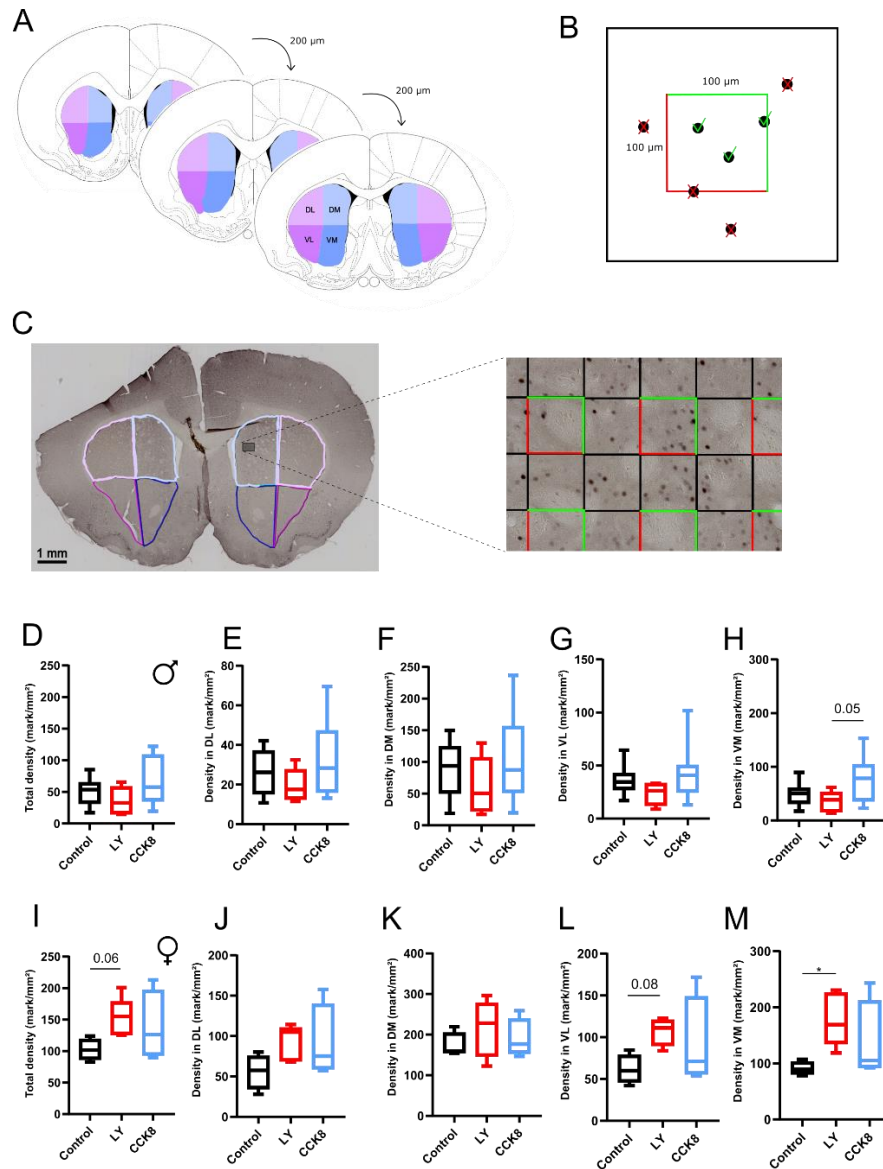 A
200 µm
200 µm
DL
DM
VL
VM
B
100 µm
100 µm
C
1 mm
D
♂
Total density (mark/mm²)
250
200
150
100
50
0
Control
LY
CCK8
E
Density in DL (mark/mm²)
80
60
40
20
0
Control
LY
CCK8
F
Density in DM (mark/mm²)
250
200
150
100
50
0
Control
LY
CCK8
G
Density in VL (mark/mm²)
150
100
50
0
Control
LY
CCK8
H
0.05
Density in VM (mark/mm²)
300
200
100
0
Control
LY
CCK8
I
♀
0.06
Total density (mark/mm²)
250
200
150
100
50
0
Control
LY
CCK8
J
Density in DL (mark/mm²)
200
150
100
50
0
Control
LY
CCK8
K
Density in DM (mark/mm²)
400
300
200
100
0
Control
LY
CCK8
L
0.08
Density in VL (mark/mm²)
200
150
100
50
0
Control
LY
CCK8
M
*
Density in VM (mark/mm²)
300
200
100
0
Control
LY
CCK8